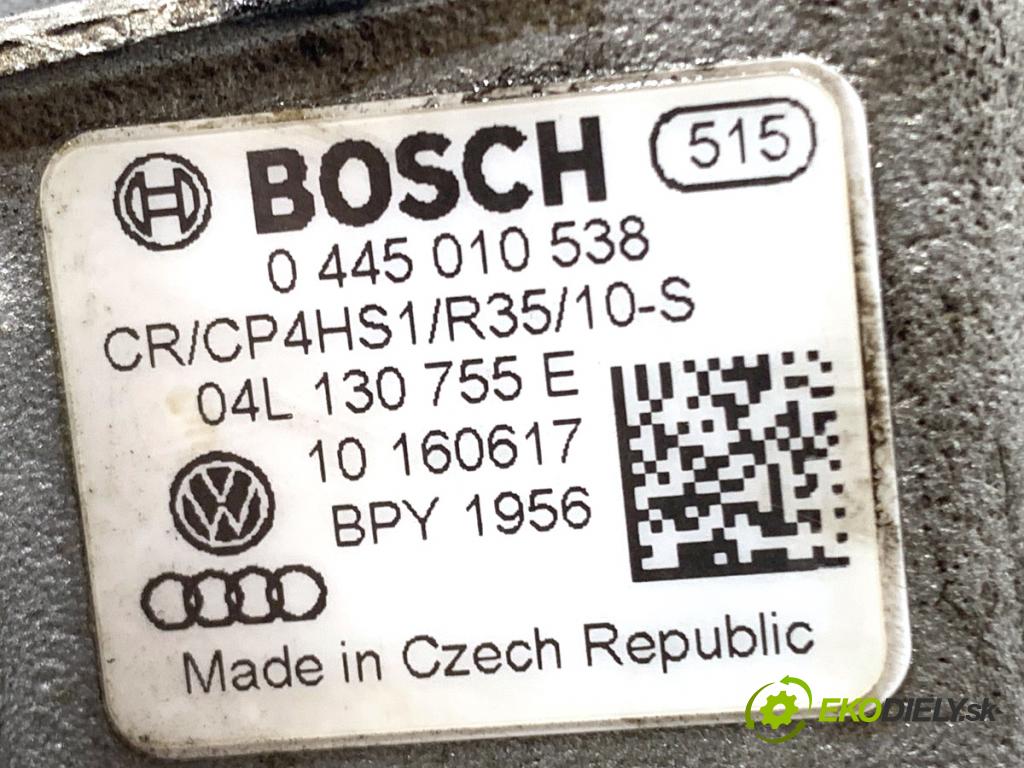 BOSCH 515
0 445 010 538
CR/CP4HS1/R35/10-S
04L 130 755 E
10 160617
BPY 1956
Made in Czech Republic
EKODIELY.sk